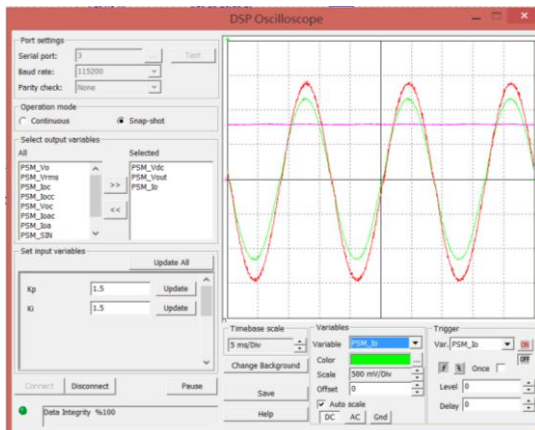 DSP Oscilloscope
Port settings
Serial port: 3 ... Test
Baud rate: 115200
Parity check: None
Operation mode
Continuous Snap-shot
Select output variables
All Selected
PSM_Vo
PSM_Vrms
PSM_Ioc
PSM_Iocc
PSM_Voc
PSM_Ioac
PSM_Ioa
PSM_SIN
>>
<<
PSM_Vdc
PSM_Vout
PSM_Io
Set input variables
Update All
Kp 1.5 Update
Ki 1.5 Update
Connect Disconnect Pause
Data Integrity %100
Timebase scale
5 ms/Div
Change Background
Save
Help
Variables
Variable PSM_Io
Color ...
Scale 500 mV/Div
Offset 0
Auto scale
DC AC Gnd
Trigger
Var. PSM_Io ON
OFF
Once
Level 0
Delay 0